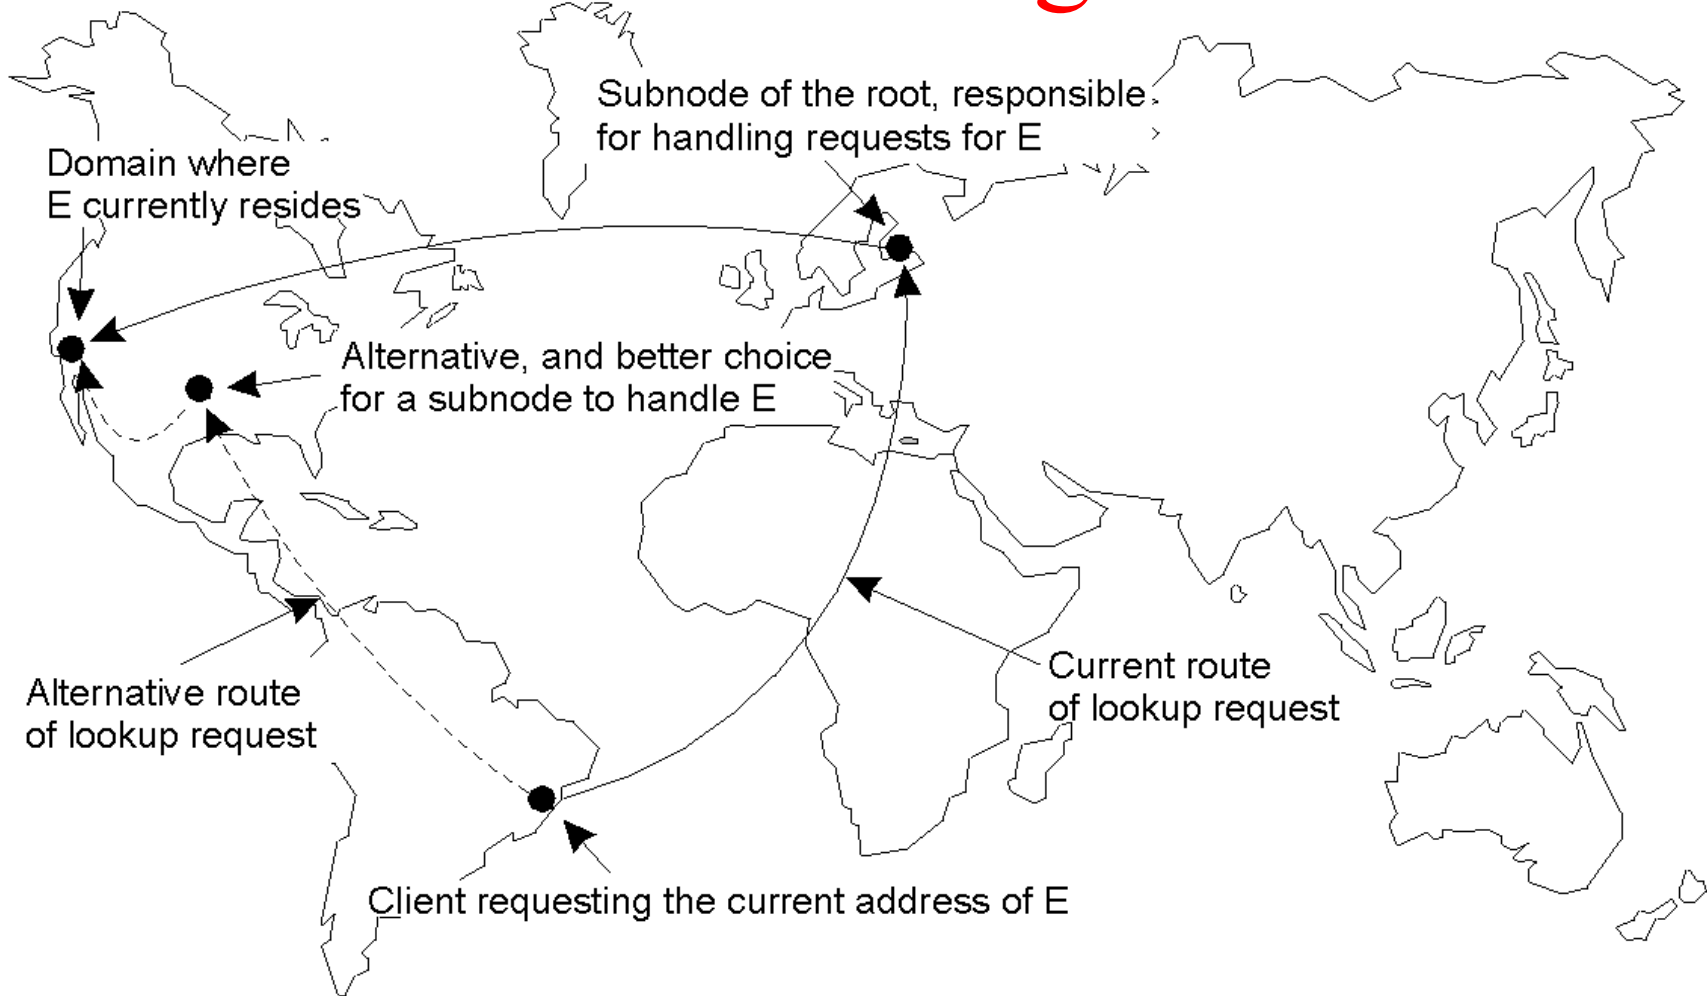 Subnode of the root, responsible
for handling requests for E
Domain where
E currently resides
Alternative, and better choice
for a subnode to handle E
Alternative route
of lookup request
Current route
of lookup request
Client requesting the current address of E